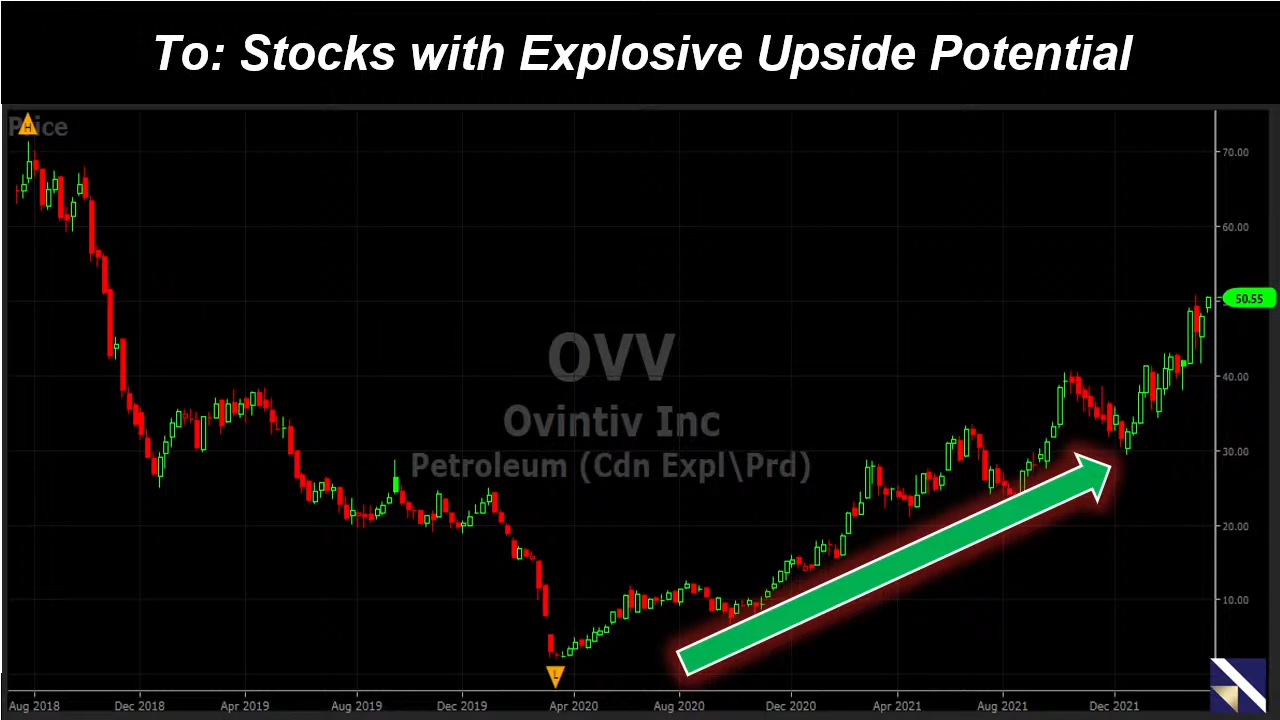 To: Stocks with Explosive Upside Potential
Price
H
70.00
60.00
50.55
OVV
40.00
Ovintiv Inc
30.00
Petroleum (Cdn Expl\Prd)
20.00
10.00
L
Aug 2018 Dec 2018 Apr 2019 Aug 2019 Dec 2019 Apr 2020 Aug 2020 Dec 2020 Apr 2021 Aug 2021 Dec 2021